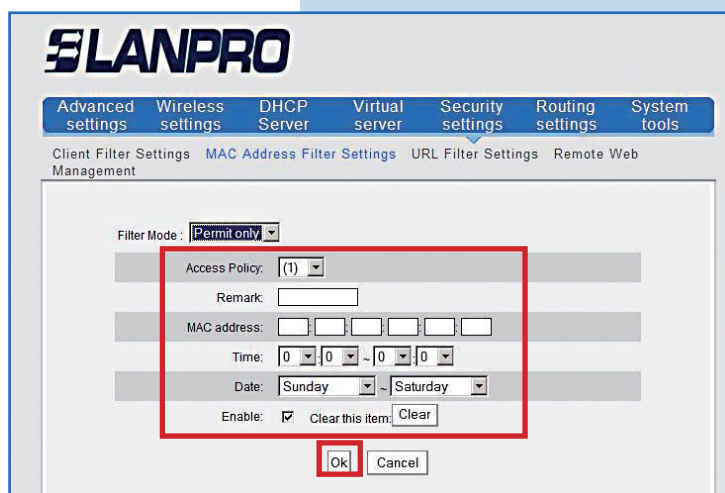 LANPRO
Advanced settings Wireless settings DHCP Server Virtual server Security settings Routing settings System tools
Client Filter Settings MAC Address Filter Settings URL Filter Settings Remote Web
Management
Filter Mode : Permit only
Access Policy: (1)
Remark:
MAC address: : : : : :
Time: 0 : 0 ~ 0 : 0
Date: Sunday ~ Saturday
Enable: Clear this item: Clear
Ok Cancel